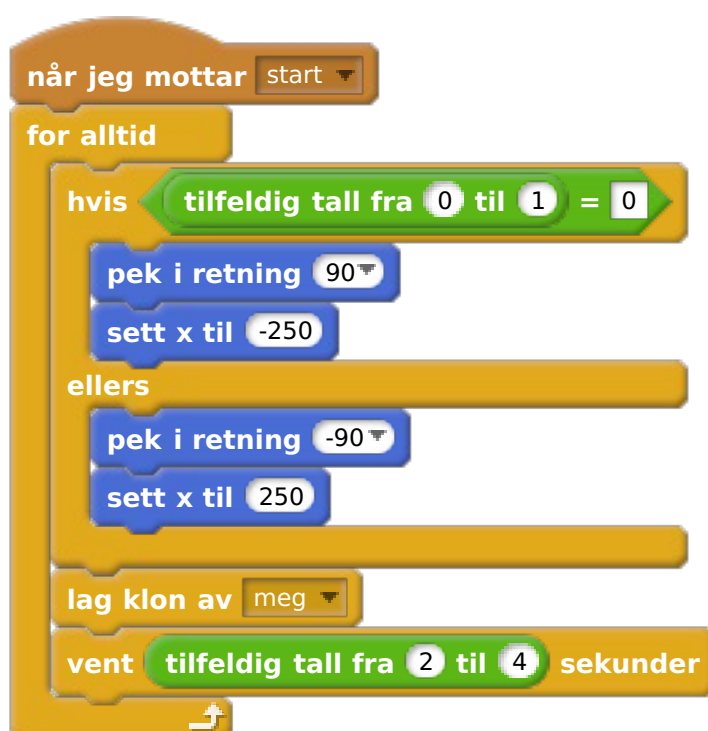 når jeg mottar start
for alltid
hvis tilfeldig tall fra 0 til 1 = 0
pek i retning 90
sett x til -250
ellers
pek i retning -90
sett x til 250
lag klon av meg
vent tilfeldig tall fra 2 til 4 sekunder